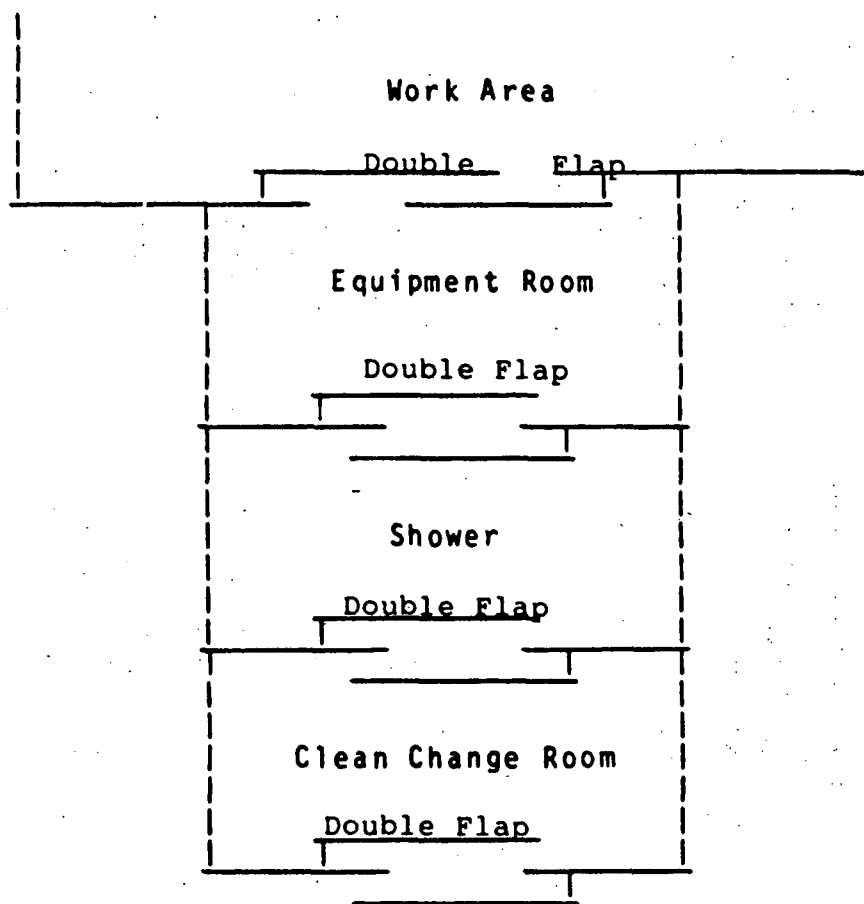 Work Area
Double Flap
Equipment Room
Double Flap
Shower
Double Flap
Clean Change Room
Double Flap